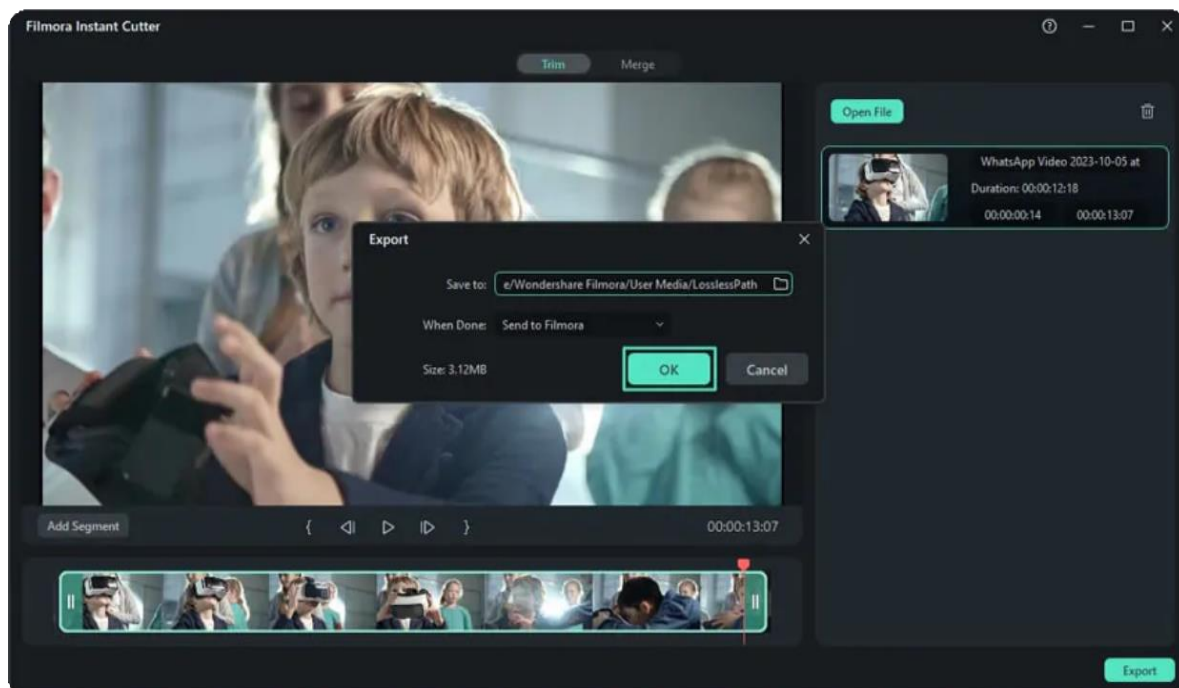 Filmora Instant Cutter
Trim Merge
Open File
WhatsApp Video 2023-10-05 at
Duration: 00:00:12:18
00:00:00:14 00:00:13:07
Export
Save to: e/Wondershare Filmora/User Media/LosslessPath
When Done: Send to Filmora
Size: 3.12MB
OK Cancel
Add Segment { } 00:00:13:07
Export